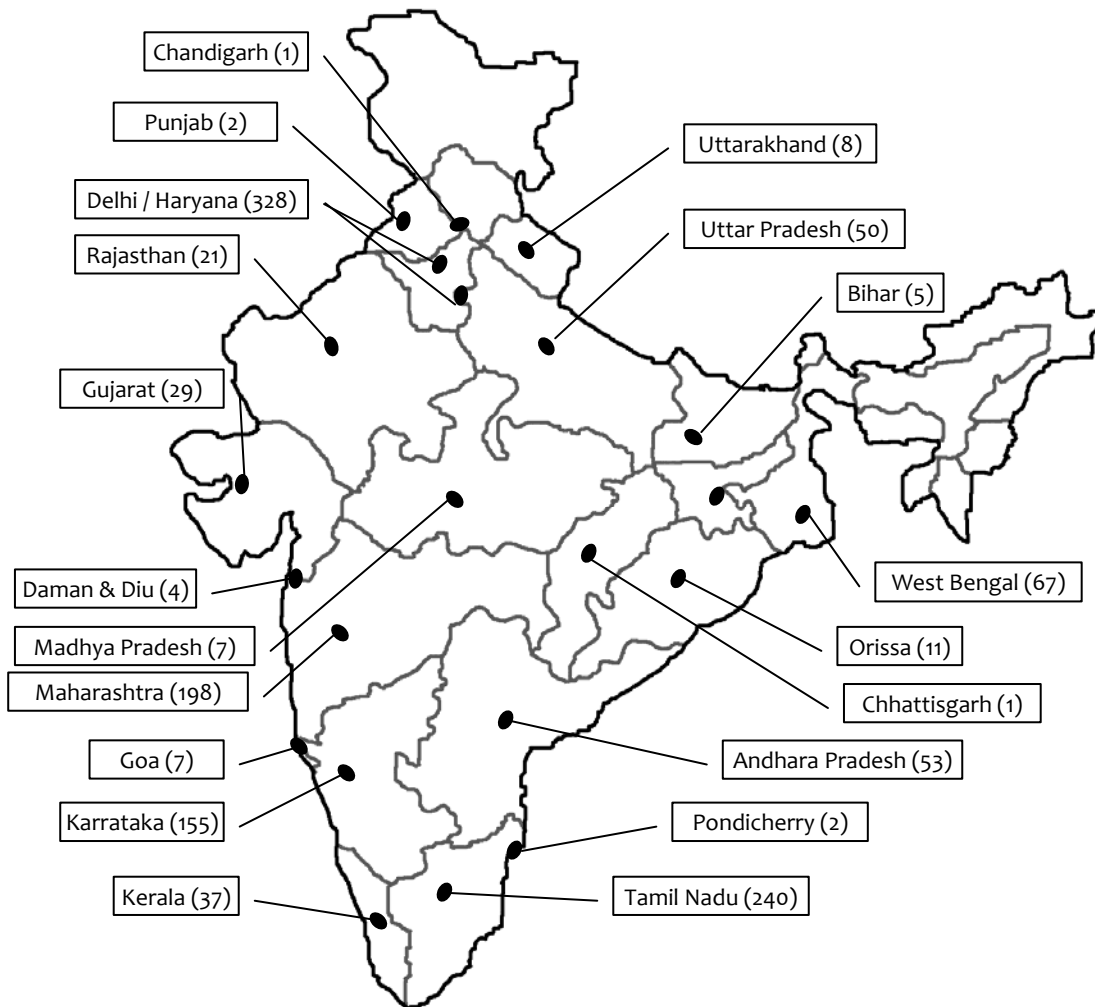 Chandigarh (1)
Punjab (2)
Uttarakhand (8)
Delhi / Haryana (328)
Uttar Pradesh (50)
Rajasthan (21)
Bihar (5)
Gujarat (29)
Daman & Diu (4)
West Bengal (67)
Madhya Pradesh (7)
Orissa (11)
Maharashtra (198)
Chhattisgarh (1)
Goa (7)
Andhara Pradesh (53)
Karrataka (155)
Pondicherry (2)
Kerala (37)
Tamil Nadu (240)